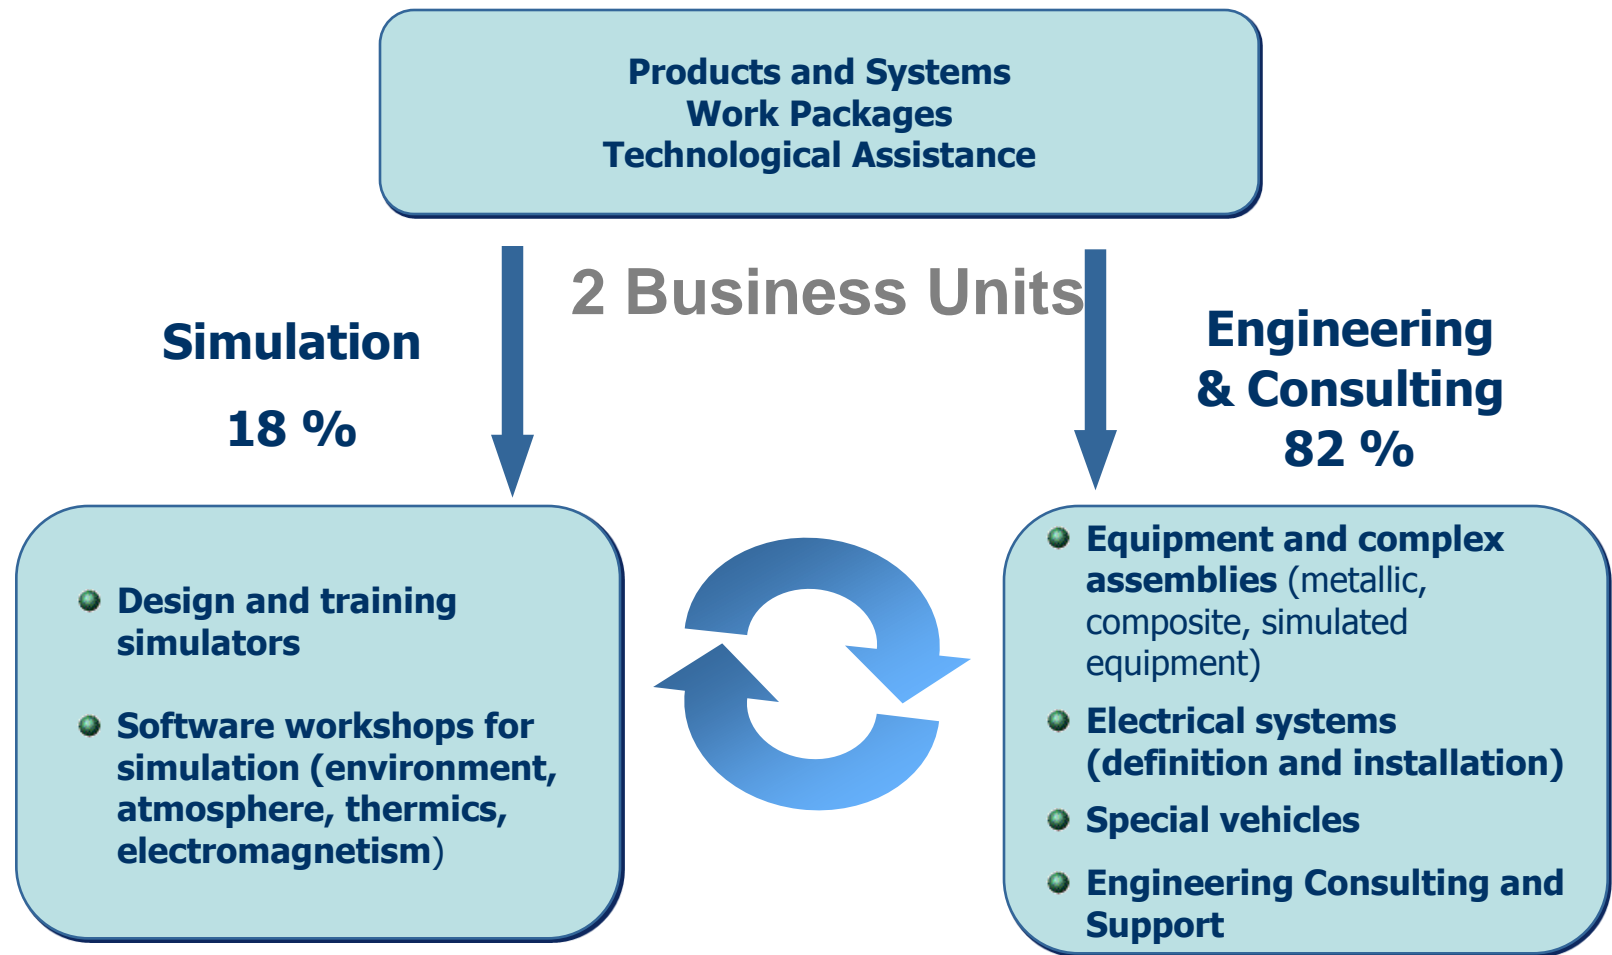 Products and Systems
Work Packages
Technological Assistance
2 Business Units
Simulation
18 %
Engineering
& Consulting
82 %
Design and training
simulators
Software workshops for
simulation (environment,
atmosphere, thermics,
electromagnetism)
Equipment and complex
assemblies (metallic,
composite, simulated
equipment)
Electrical systems
(definition and installation)
Special vehicles
Engineering Consulting and
Support